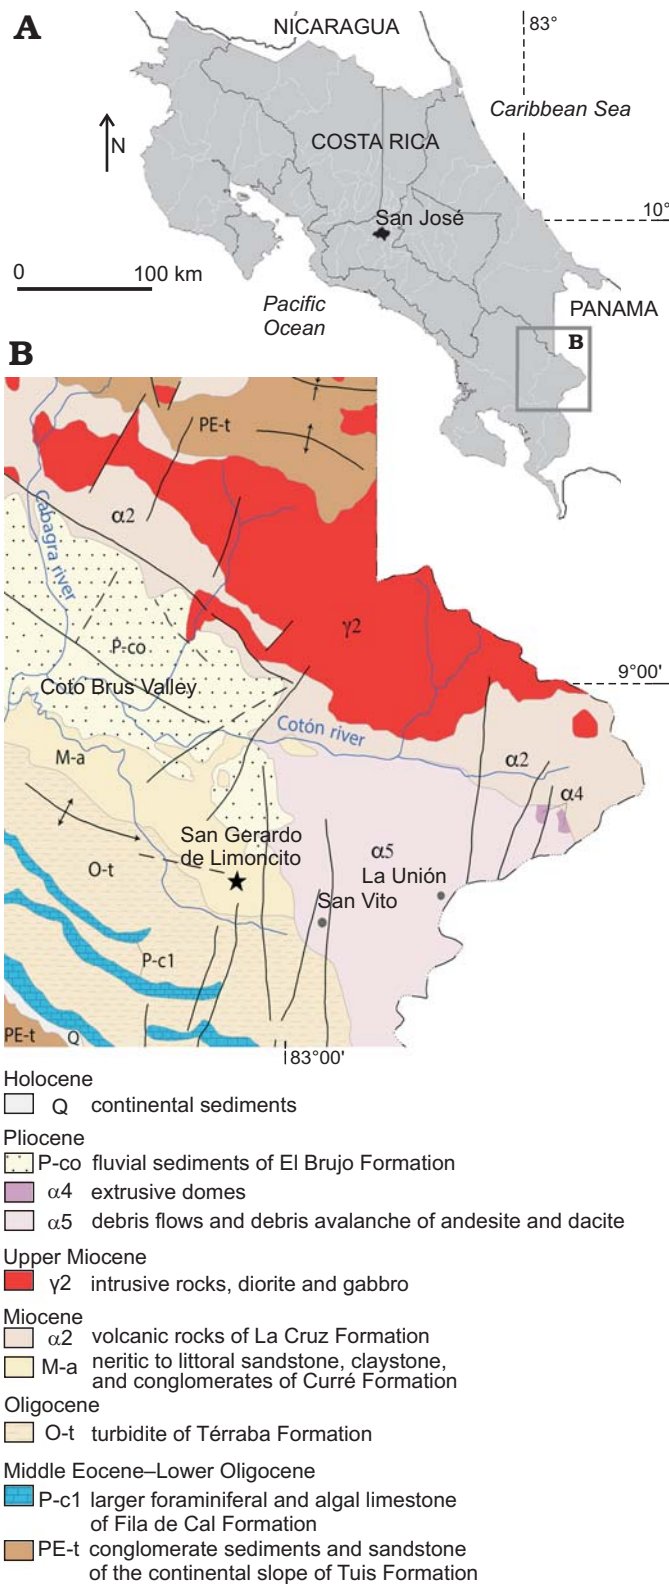 A
NICARAGUA
83°
Caribbean Sea
N
COSTA RICA
San José
10°
0 100 km
Pacific
Ocean
PANAMA
B
B
PE-t
α2
Cabagra river
γ2
P-co
Coto Brus Valley
9°00'
Cotón river
M-a
α2
α4
San Gerardo
de Limoncito
α5
O-t
La Unión
San Vito
P-c1
PE-t
Q
83°00'
Holocene
Q continental sediments
Pliocene
P-co fluvial sediments of El Brujo Formation
α4 extrusive domes
α5 debris flows and debris avalanche of andesite and dacite
Upper Miocene
γ2 intrusive rocks, diorite and gabbro
Miocene
α2 volcanic rocks of La Cruz Formation
M-a neritic to littoral sandstone, claystone,
and conglomerates of Curré Formation
Oligocene
O-t turbidite of Térraba Formation
Middle Eocene–Lower Oligocene
P-c1 larger foraminiferal and algal limestone
of Fila de Cal Formation
PE-t conglomerate sediments and sandstone
of the continental slope of Tuis Formation